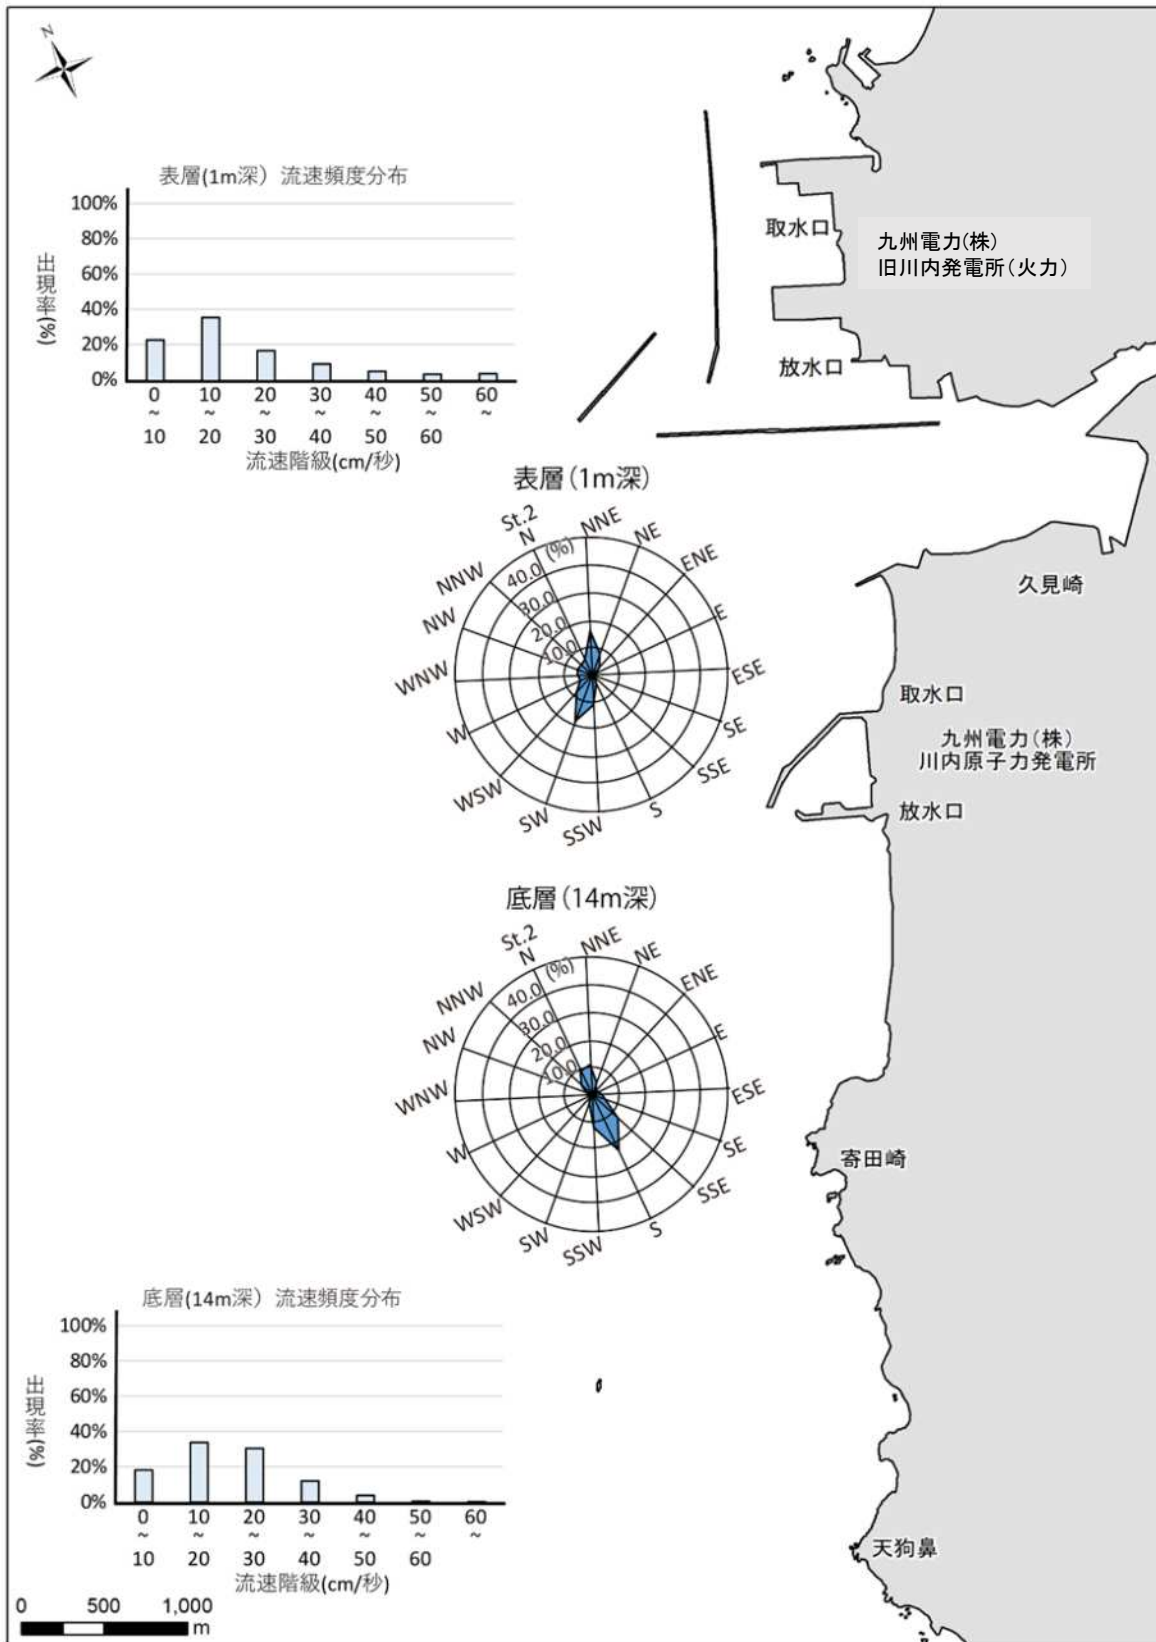 N
表層(1m深) 流速頻度分布
100%
80%
60%
40%
20%
0%
出現率(%)
0~10
10~20
20~30
30~40
40~50
50~60
60~
流速階級(cm/秒)
取水口
九州電力(株)
旧川内発電所(火力)
放水口
表層(1m深)
St.2
N
NNE
NE
ENE
E
ESE
SE
SSE
S
SSW
SW
WSW
W
WNW
NW
NNW
(%)
40.0
30.0
20.0
10.0
久見崎
取水口
九州電力(株)
川内原子力発電所
放水口
底層(14m深)
St.2
N
NNE
NE
ENE
E
ESE
SE
SSE
S
SSW
SW
WSW
W
WNW
NW
NNW
(%)
40.0
30.0
20.0
10.0
寄田崎
底層(14m深) 流速頻度分布
100%
80%
60%
40%
20%
0%
出現率(%)
0~10
10~20
20~30
30~40
40~50
50~60
60~
流速階級(cm/秒)
天狗鼻
0 500 1,000
m